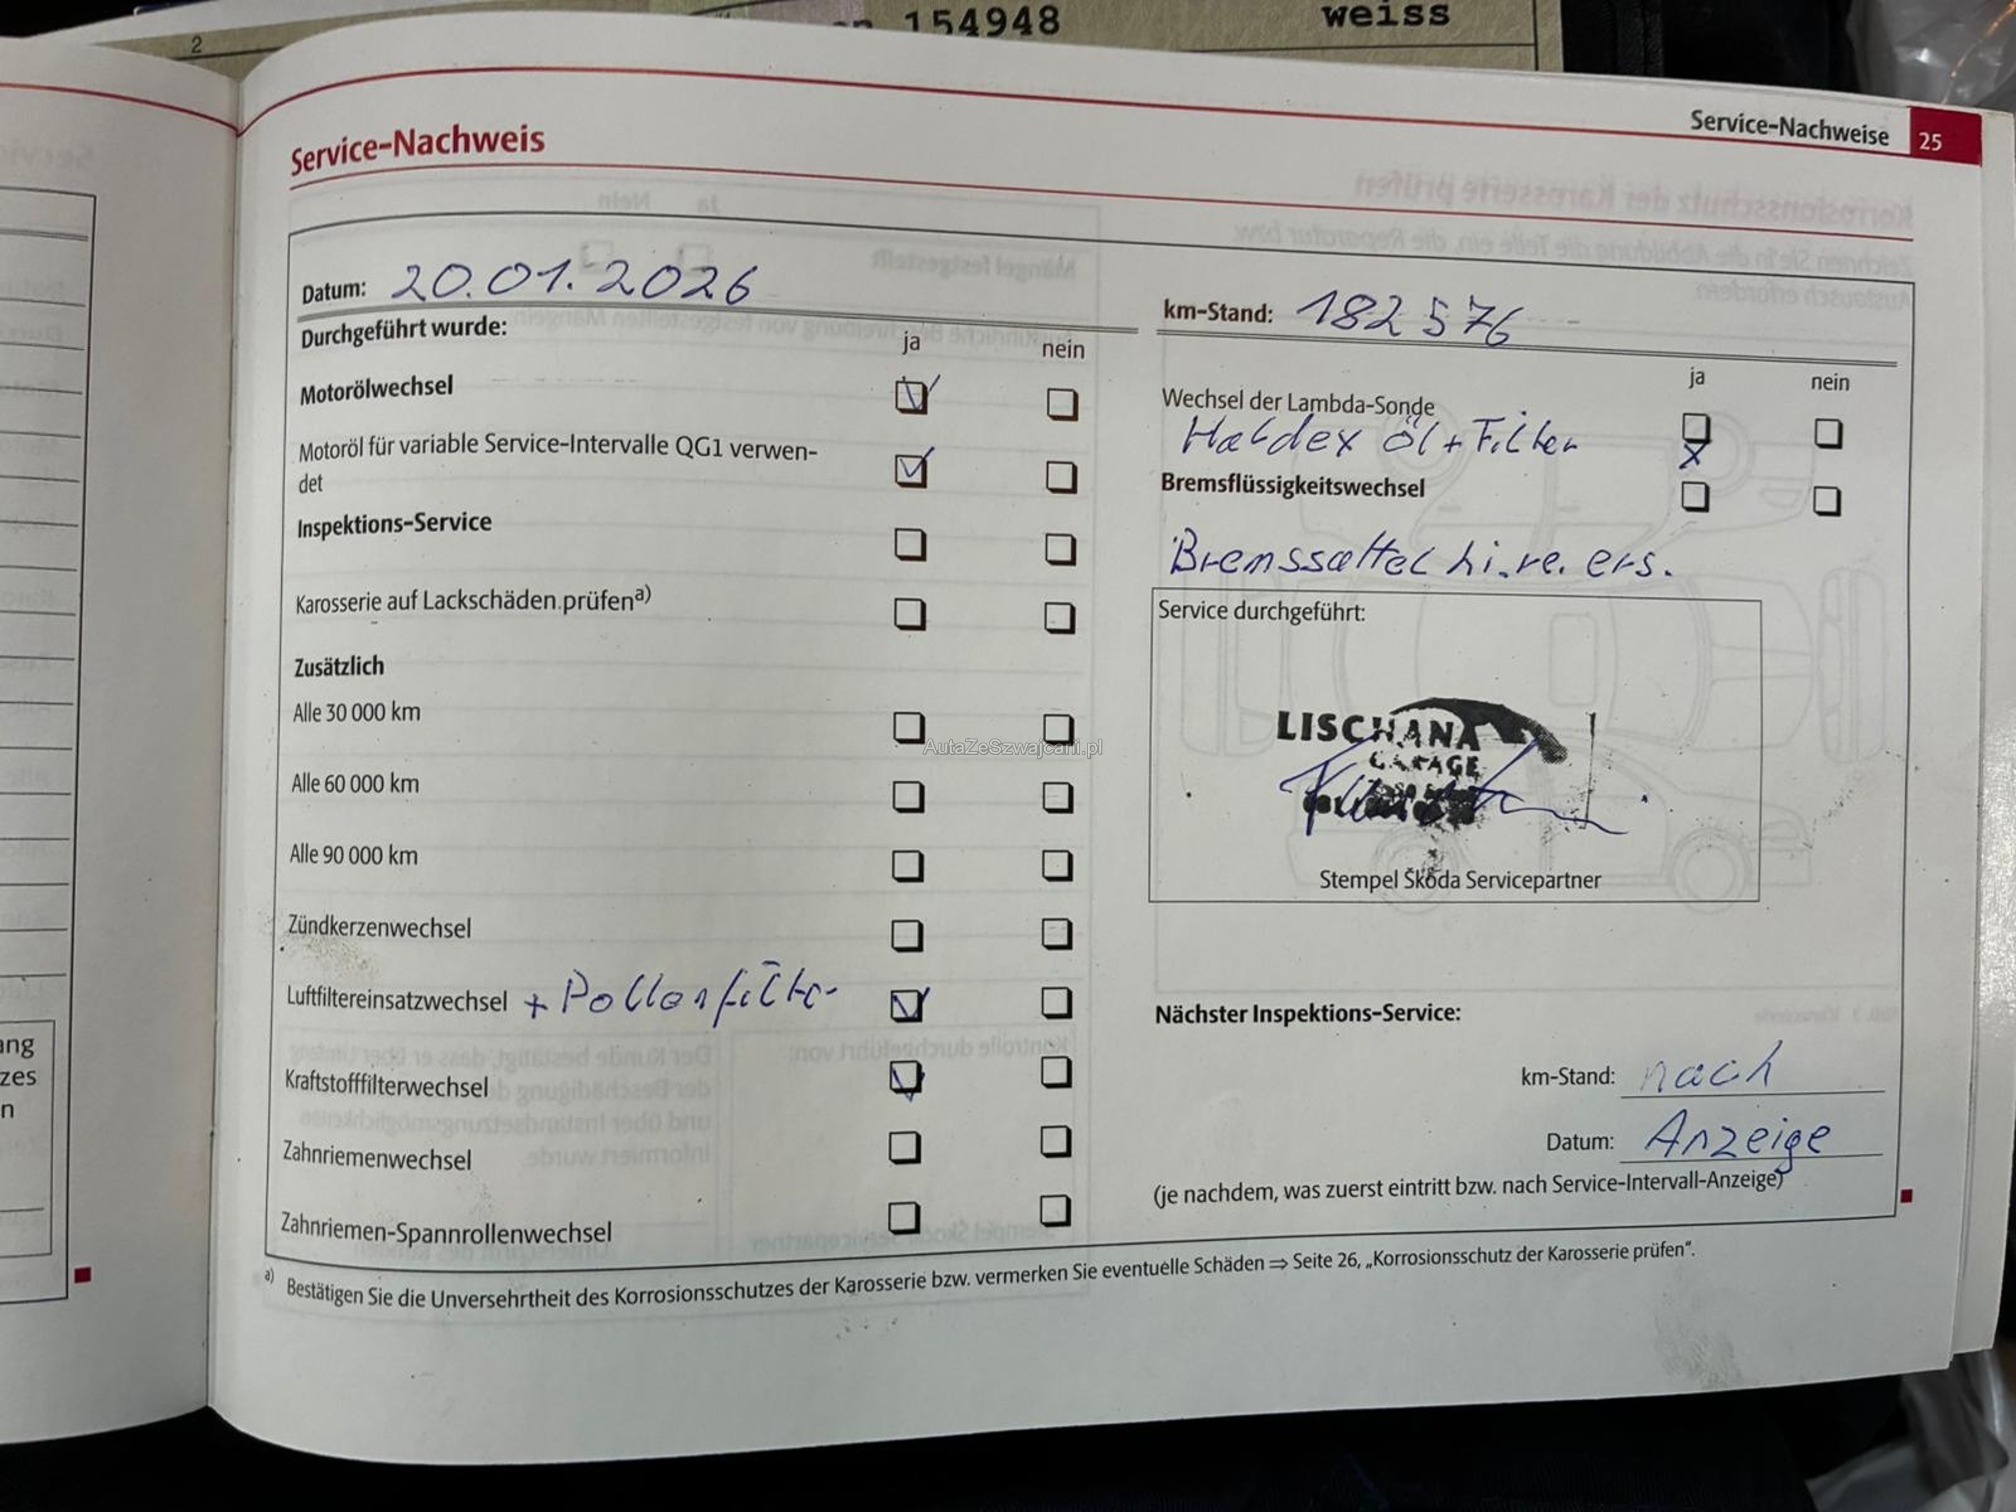 2
154948
weiss
Service-Nachweise 25
Service-Nachweis
Datum: 20.01.2026
km-Stand: 182 576
Durchgeführt wurde:
ja
nein
Motorölwechsel
Motoröl für variable Service-Intervalle QG1 verwen-
det
Inspektions-Service
Karosserie auf Lackschäden prüfen a)
Zusätzlich
Alle 30 000 km
Alle 60 000 km
Alle 90 000 km
Zündkerzenwechsel
Luftfiltereinsatzwechsel + Pollenfilter
Kraftstofffilterwechsel
Zahnriemenwechsel
Zahnriemen-Spannrollenwechsel
ja
nein
Wechsel der Lambda-Sonde
Haldex Öl + Filter
Bremsflüssigkeitswechsel
Bremssattel hi. re. ers.
Service durchgeführt:
LISCHANA
GARAGE
Stempel Škoda Servicepartner
Nächster Inspektions-Service:
km-Stand: nach
Datum: Anzeige
(je nachdem, was zuerst eintritt bzw. nach Service-Intervall-Anzeige)
a) Bestätigen Sie die Unversehrtheit des Korrosionsschutzes der Karosserie bzw. vermerken Sie eventuelle Schäden ⇒ Seite 26, „Korrosionsschutz der Karosserie prüfen“.
ang
zes
n
AutaZeSzwajcarii.pl